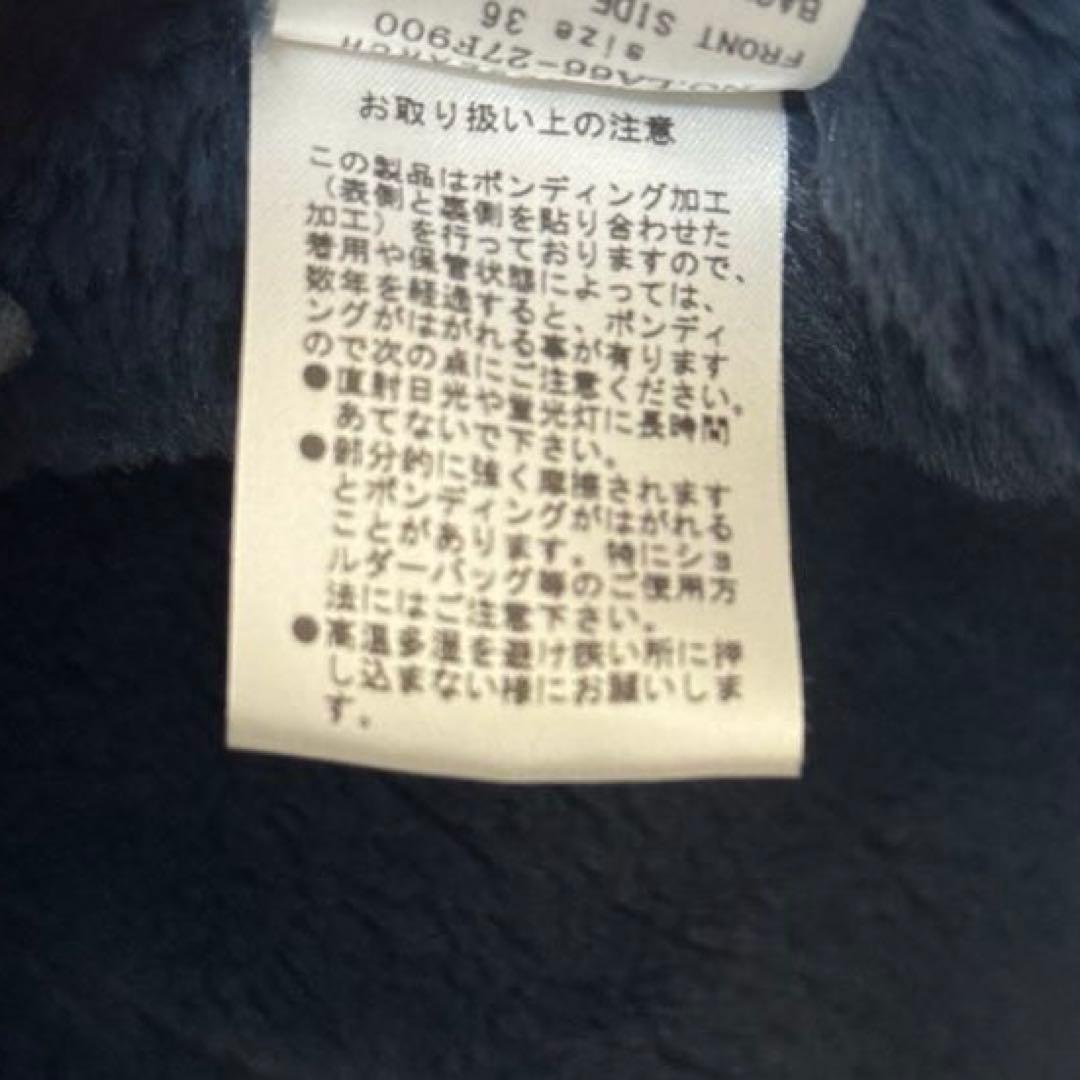 BAC
FRONT SIDE
size 36
NO.LA66-27F900
お取り扱い上の注意
この製品はボンディング加工
（表側と裏側を貼り合わせた
加工）を行っておりますので、
着用や保管状態によっては、
数年を経過すると、ボンディ
ングがはがれる事が有ります
ので次の点にご注意ください。
●直射日光や蛍光灯に長時間
あてないで下さい。
●部分的に強く摩擦されます
とボンディングがはがれる
ことがあります。特にショ
ルダーバッグ等のご使用方
法にはご注意下さい。
●高温多湿を避け狭い所に押
し込まない様にお願いしま
す。